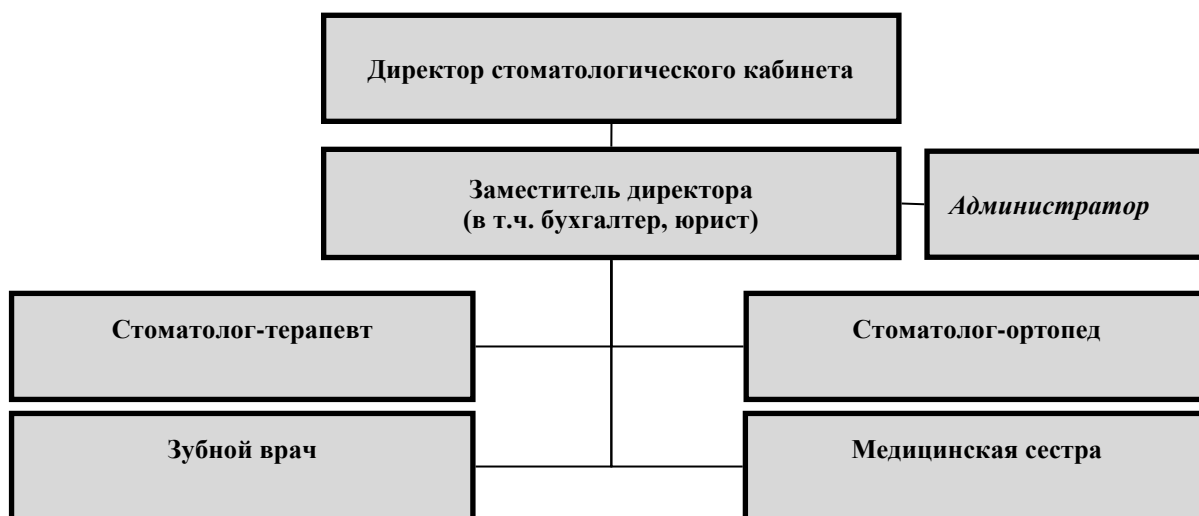 Директор стоматологического кабинета
Заместитель директора
(в т.ч. бухгалтер, юрист)
Администратор
Стоматолог-терапевт
Стоматолог-ортопед
Зубной врач
Медицинская сестра